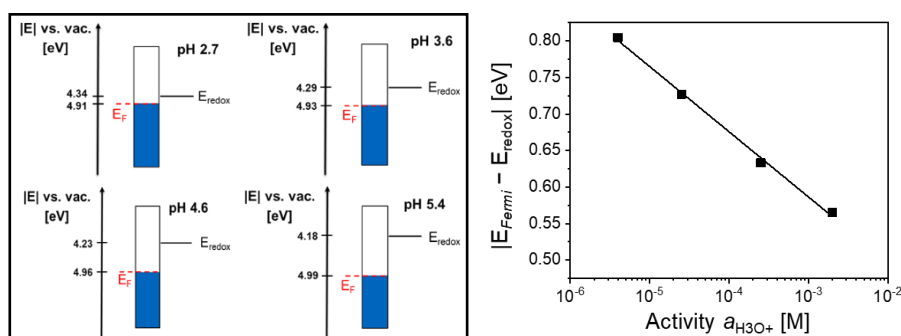 |E| vs. vac.
[eV]
pH 2.7
4.34
4.91
E_F
E_redox
|E| vs. vac.
[eV]
pH 3.6
4.29
4.93
E_F
E_redox
|E| vs. vac.
[eV]
pH 4.6
4.23
4.96
E_F
E_redox
|E| vs. vac.
[eV]
pH 5.4
4.18
4.99
E_F
E_redox
|E_Fermi − E_redox| [eV]
0.80
0.75
0.70
0.65
0.60
0.55
0.50
10^-6
10^-5
10^-4
10^-3
10^-2
Activity a_H3O+ [M]